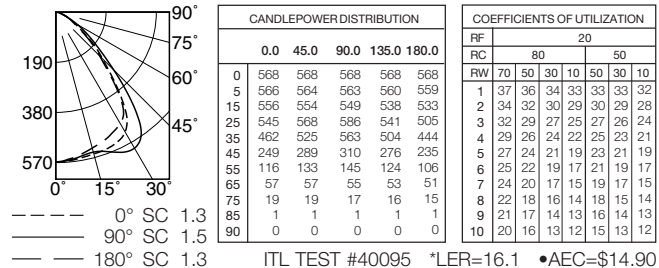 90°
75°
60°
45°
190
380
570
0° 15° 30°
0° SC 1.3
90° SC 1.5
180° SC 1.3
CANDLEPOWER DISTRIBUTION
0.0 45.0 90.0 135.0 180.0
0 568 568 568 568 568
5 566 564 563 560 559
15 556 554 549 538 533
25 545 568 586 541 505
35 462 525 563 504 444
45 249 289 310 276 235
55 116 133 145 124 106
65 57 57 55 53 51
75 19 19 17 16 15
85 1 1 1 1 1
90 0 0 0 0 0
COEFFICIENTS OF UTILIZATION
RF 20
RC 80 50
RW 70 50 30 10 50 30 10
1 37 36 34 33 33 33 32
2 34 32 30 29 30 29 28
3 32 29 27 25 27 26 24
4 29 26 24 22 25 23 21
5 27 24 21 19 23 21 19
6 25 22 19 17 21 19 17
7 24 20 17 15 19 17 15
8 22 18 16 14 18 15 14
9 21 17 14 13 16 14 13
10 20 16 13 12 15 13 12
ITL TEST #40095 *LER=16.1 •AEC=$14.90